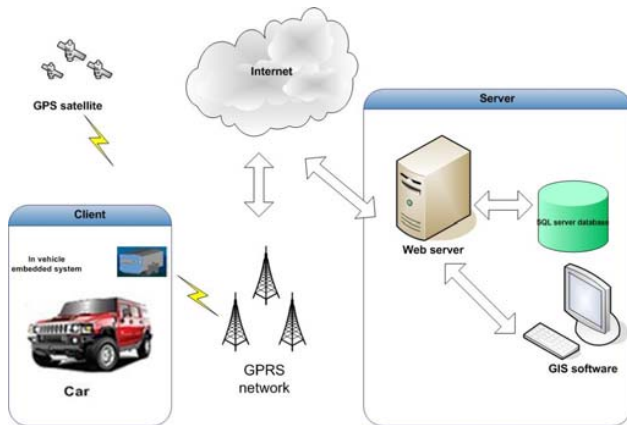 Internet
GPS satellite
Server
Web server
SQL server database
GIS software
Client
In vehicle
embedded system
Car
GPRS
network